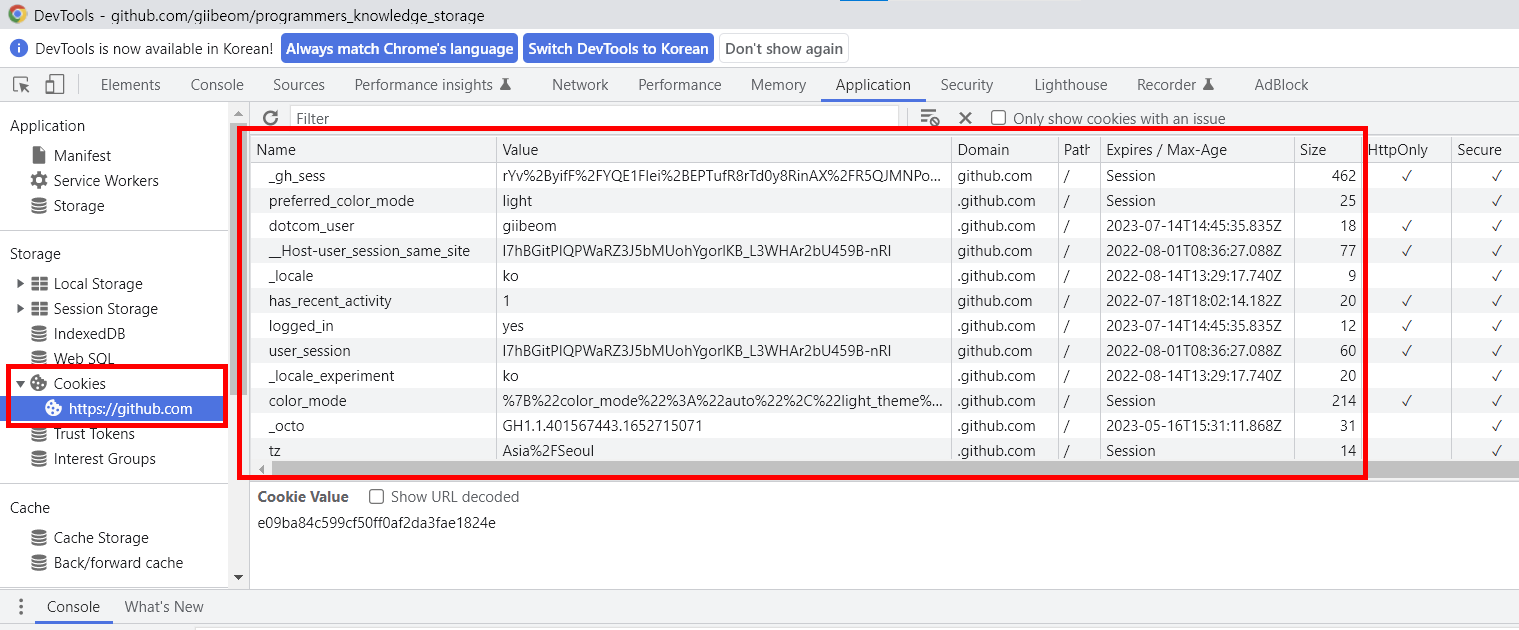 DevTools - github.com/giibeom/programmers_knowledge_storage
DevTools is now available in Korean! Always match Chrome's language Switch DevTools to Korean Don't show again
Elements Console Sources Performance insights Network Performance Memory Application Security Lighthouse Recorder AdBlock
Application
Manifest
Service Workers
Storage
Storage
Local Storage
Session Storage
IndexedDB
Web SQL
Cookies
https://github.com
Trust Tokens
Interest Groups
Cache
Cache Storage
Back/forward cache
Filter Only show cookies with an issue
Name Value Domain Path Expires / Max-Age Size HttpOnly Secure
_gh_sess rYv%2ByifF%2FYQE1FIei%2BEPTufR8rTd0y8RinAX%2FR5QJMNPo... github.com / Session 462 ✓ ✓
preferred_color_mode light .github.com / Session 25 ✓
dotcom_user giibeom .github.com / 2023-07-14T14:45:35.835Z 18 ✓ ✓
__Host-user_session_same_site I7hBGitPIQPWaRZ3J5bMUohYgorIKB_L3WHAr2bU459B-nRI github.com / 2022-08-01T08:36:27.088Z 77 ✓ ✓
_locale ko .github.com / 2022-08-14T13:29:17.740Z 9 ✓
has_recent_activity 1 github.com / 2022-07-18T18:02:14.182Z 20 ✓ ✓
logged_in yes .github.com / 2023-07-14T14:45:35.835Z 12 ✓ ✓
user_session I7hBGitPIQPWaRZ3J5bMUohYgorIKB_L3WHAr2bU459B-nRI github.com / 2022-08-01T08:36:27.088Z 60 ✓ ✓
_locale_experiment ko .github.com / 2022-08-14T13:29:17.740Z 20 ✓
color_mode %7B%22color_mode%22%3A%22auto%22%2C%22light_theme%... .github.com / Session 214 ✓ ✓
_octo GH1.1.401567443.1652715071 .github.com / 2023-05-16T15:31:11.868Z 31 ✓
tz Asia%2FSeoul .github.com / Session 14 ✓
Cookie Value Show URL decoded
e09ba84c599cf50ff0af2da3fae1824e
Console What's New